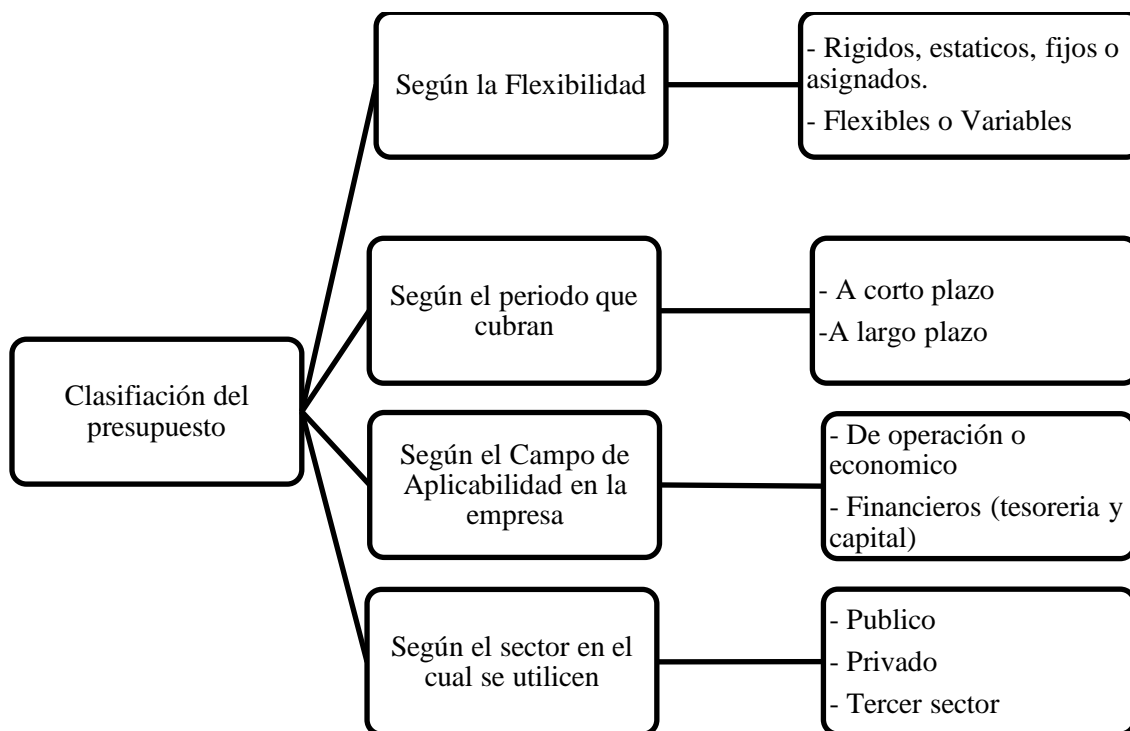 Clasifiación del
presupuesto
Según la Flexibilidad
- Rigidos, estaticos, fijos o
asignados.
- Flexibles o Variables
Según el periodo que
cubran
- A corto plazo
-A largo plazo
Según el Campo de
Aplicabilidad en la
empresa
- De operación o
economico
- Financieros (tesoreria y
capital)
Según el sector en el
cual se utilicen
- Publico
- Privado
- Tercer sector